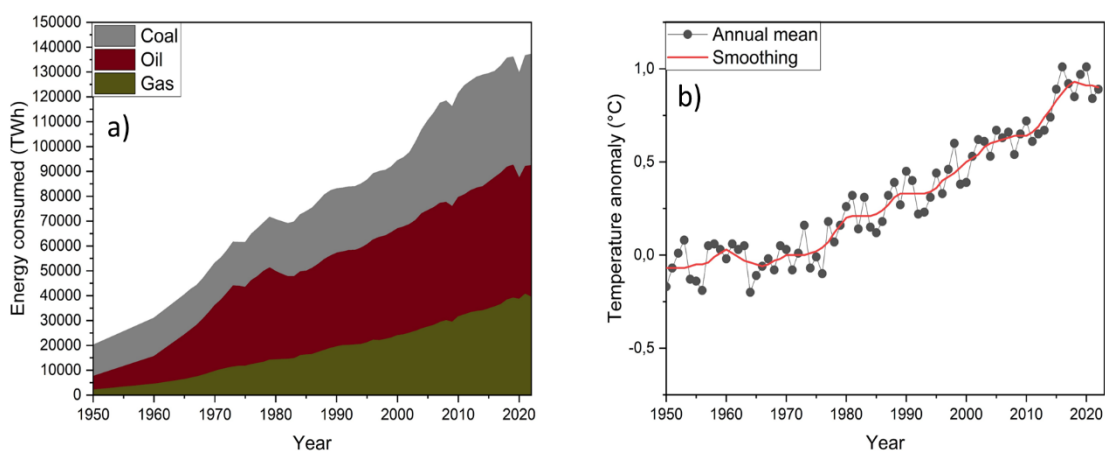 Coal
Oil
Gas
a)
Energy consumed (TWh)
150000
140000
130000
120000
110000
100000
90000
80000
70000
60000
50000
40000
30000
20000
10000
0
1950 1960 1970 1980 1990 2000 2010 2020
Year
Annual mean
Smoothing
b)
Temperature anomaly (°C)
1,0
0,5
0,0
-0,5
1950 1960 1970 1980 1990 2000 2010 2020
Year